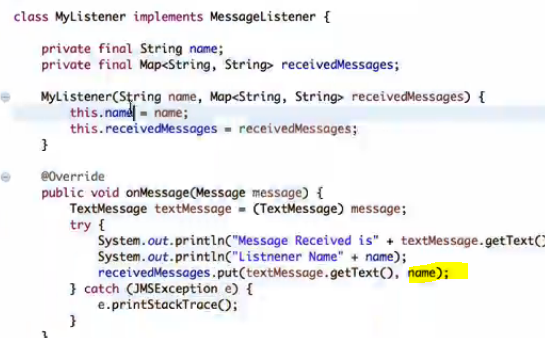 class MyListener implements MessageListener {
private final String name;
private final Map<String, String> receivedMessages;
MyListener(String name, Map<String, String> receivedMessages) {
this.name = name;
this.receivedMessages = receivedMessages;
}
@Override
public void onMessage(Message message) {
TextMessage textMessage = (TextMessage) message;
try {
System.out.println("Message Received is" + textMessage.getText()
System.out.println("Listnener Name" + name);
receivedMessages.put(textMessage.getText(), name);
} catch (JMSException e) {
e.printStackTrace();
}
}